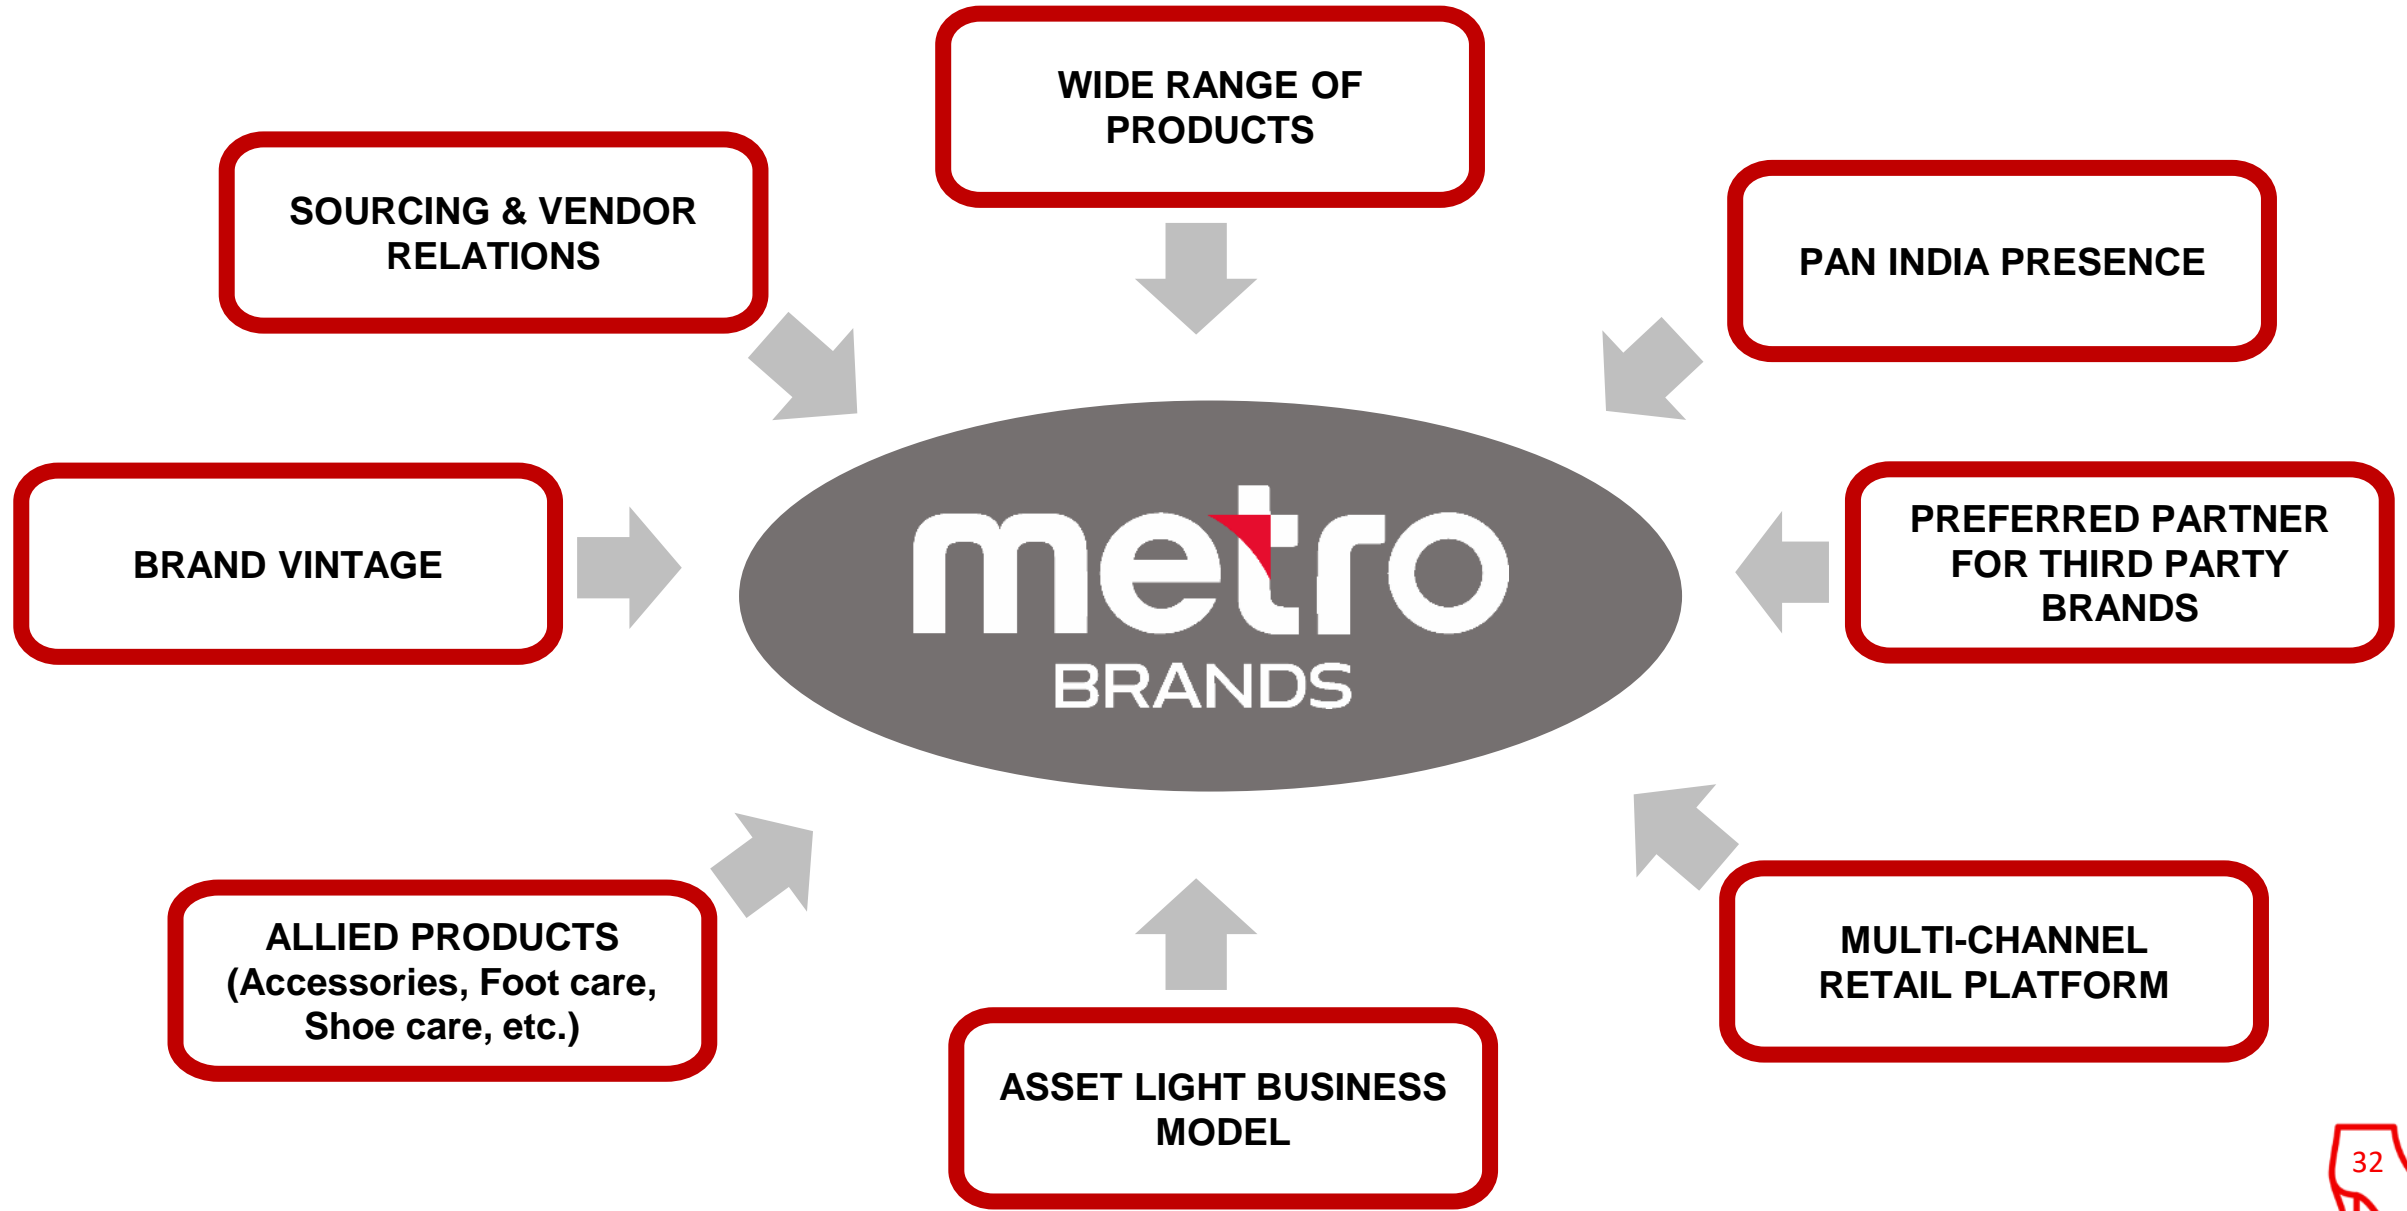 WIDE RANGE OF
PRODUCTS
SOURCING & VENDOR
RELATIONS
PAN INDIA PRESENCE
BRAND VINTAGE
metro
BRANDS
PREFERRED PARTNER
FOR THIRD PARTY
BRANDS
ALLIED PRODUCTS
(Accessories, Foot care,
Shoe care, etc.)
MULTI-CHANNEL
RETAIL PLATFORM
ASSET LIGHT BUSINESS
MODEL
32